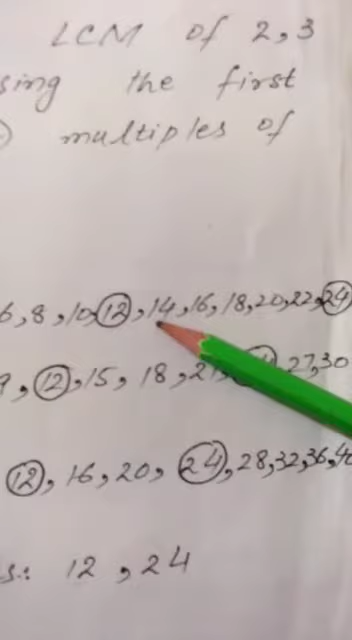 LCM of 2,3
sing the first
multiples of
6,8,10,12,14,16,18,20,22,24
9,12,15,18,21, 27,30
12,16,20,24,28,32,36,40
s: 12,24